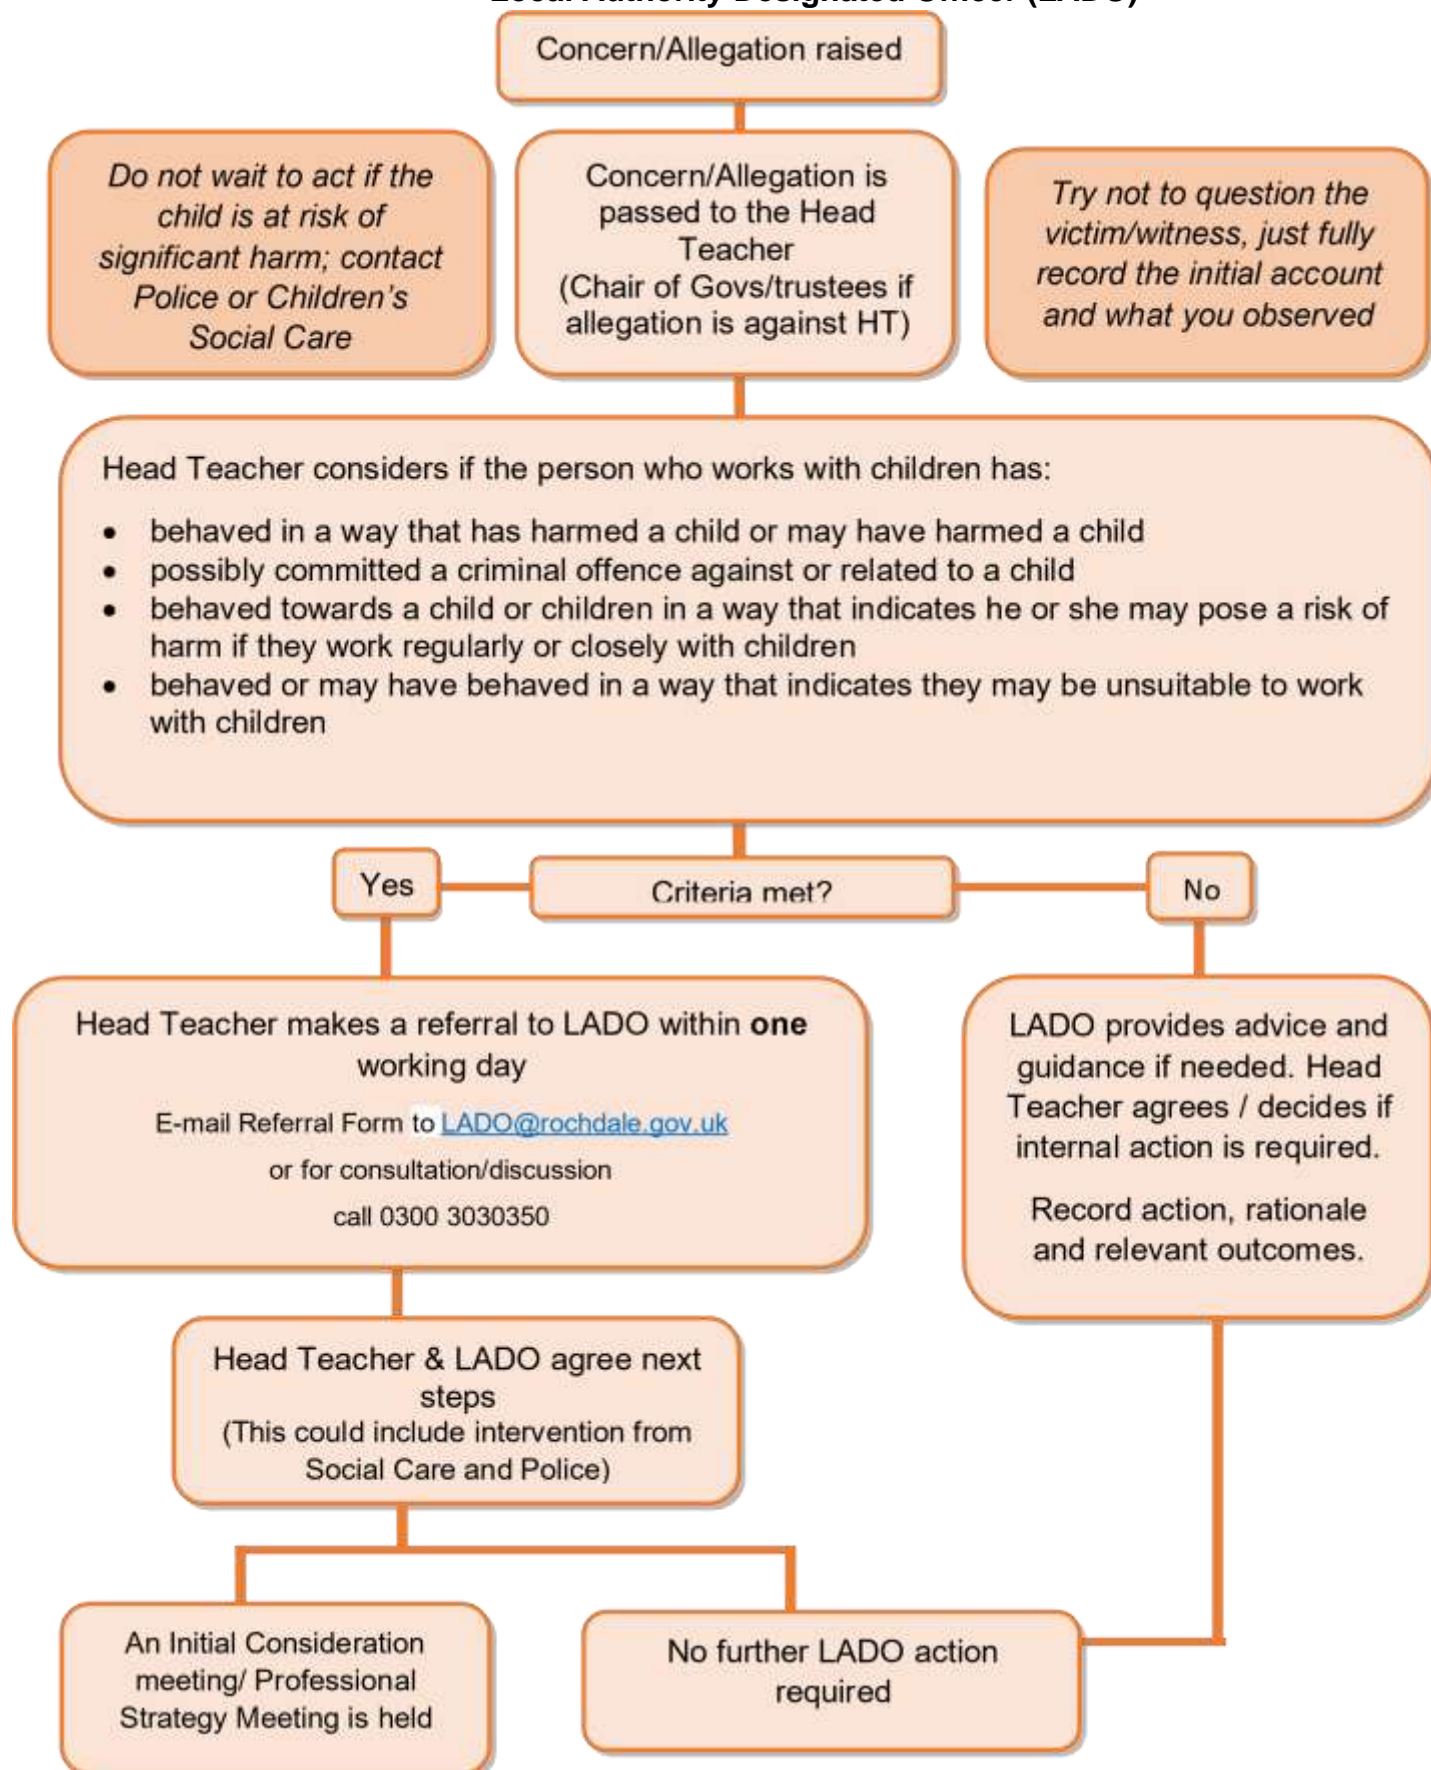 Local Authority Designated Officer (LADO)
Concern/Allegation raised
Do not wait to act if the
child is at risk of
significant harm; contact
Police or Children's
Social Care
Concern/Allegation is
passed to the Head
Teacher
(Chair of Govs/trustees if
allegation is against HT)
Try not to question the
victim/witness, just fully
record the initial account
and what you observed
Head Teacher considers if the person who works with children has:
• behaved in a way that has harmed a child or may have harmed a child
• possibly committed a criminal offence against or related to a child
• behaved towards a child or children in a way that indicates he or she may pose a risk of
harm if they work regularly or closely with children
• behaved or may have behaved in a way that indicates they may be unsuitable to work
with children
Yes
Criteria met?
No
Head Teacher makes a referral to LADO within one
working day
E-mail Referral Form to LADO@rochdale.gov.uk
or for consultation/discussion
call 0300 3030350
LADO provides advice and
guidance if needed. Head
Teacher agrees / decides if
internal action is required.
Record action, rationale
and relevant outcomes.
Head Teacher & LADO agree next
steps
(This could include intervention from
Social Care and Police)
An Initial Consideration
meeting/ Professional
Strategy Meeting is held
No further LADO action
required